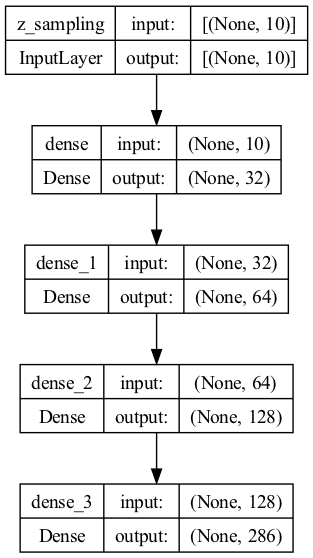 z_sampling input: [(None, 10)]
InputLayer output: [(None, 10)]
dense input: (None, 10)
Dense output: (None, 32)
dense_1 input: (None, 32)
Dense output: (None, 64)
dense_2 input: (None, 64)
Dense output: (None, 128)
dense_3 input: (None, 128)
Dense output: (None, 286)